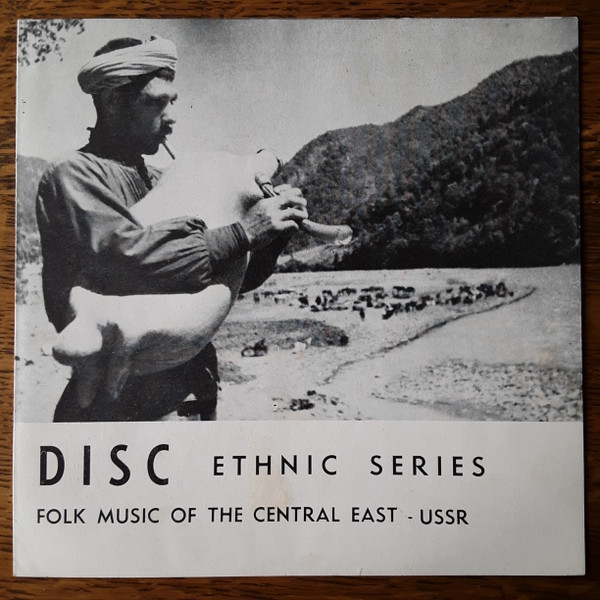 DISC ETHNIC SERIES
FOLK MUSIC OF THE CENTRAL EAST - USSR